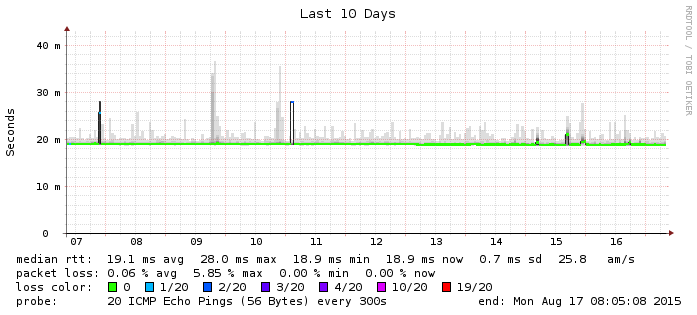 Last 10 Days
RRDTOOL / TOBI OETIKER
Seconds
40 m
30 m
20 m
10 m
0
07 08 09 10 11 12 13 14 15 16
median rtt: 19.1 ms avg 28.0 ms max 18.9 ms min 18.9 ms now 0.7 ms sd 25.8 am/s
packet loss: 0.06 % avg 5.85 % max 0.00 % min 0.00 % now
loss color: 0 1/20 2/20 3/20 4/20 10/20 19/20
probe: 20 ICMP Echo Pings (56 Bytes) every 300s end: Mon Aug 17 08:05:08 2015